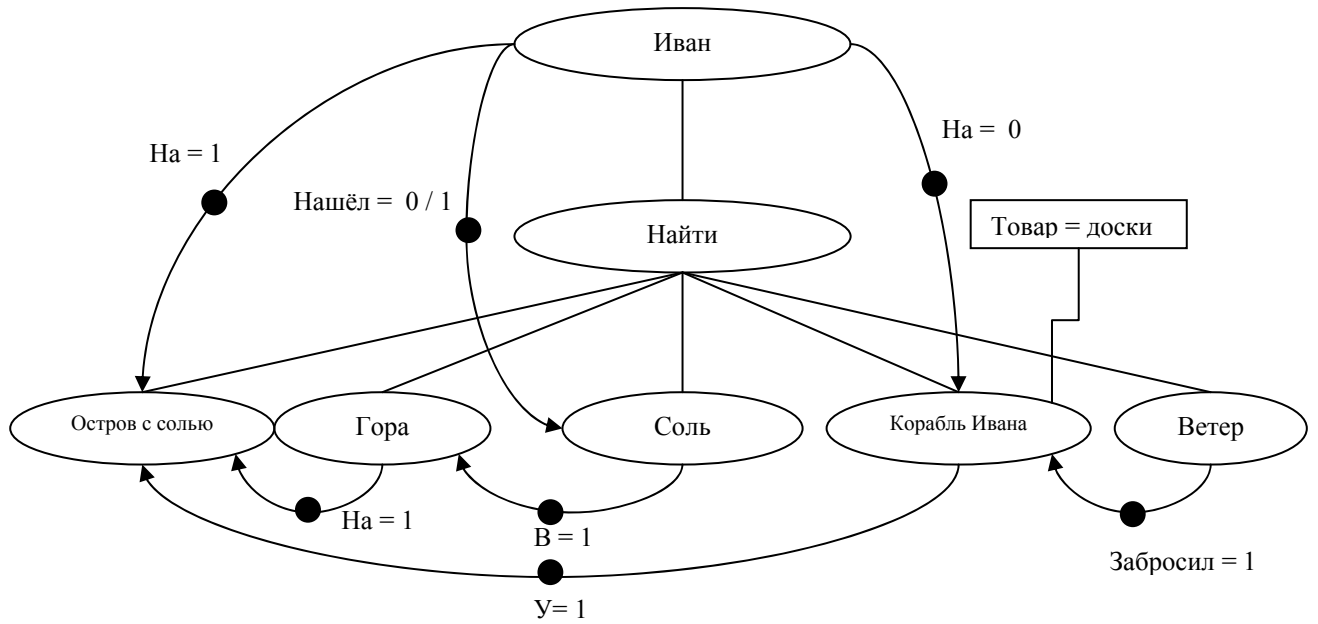 Иван
На = 0
На = 1
Нашёл = 0 / 1
Найти
Товар = доски
Остров с солью
Гора
Соль
Корабль Ивана
Ветер
На = 1
В = 1
Забросил = 1
У= 1